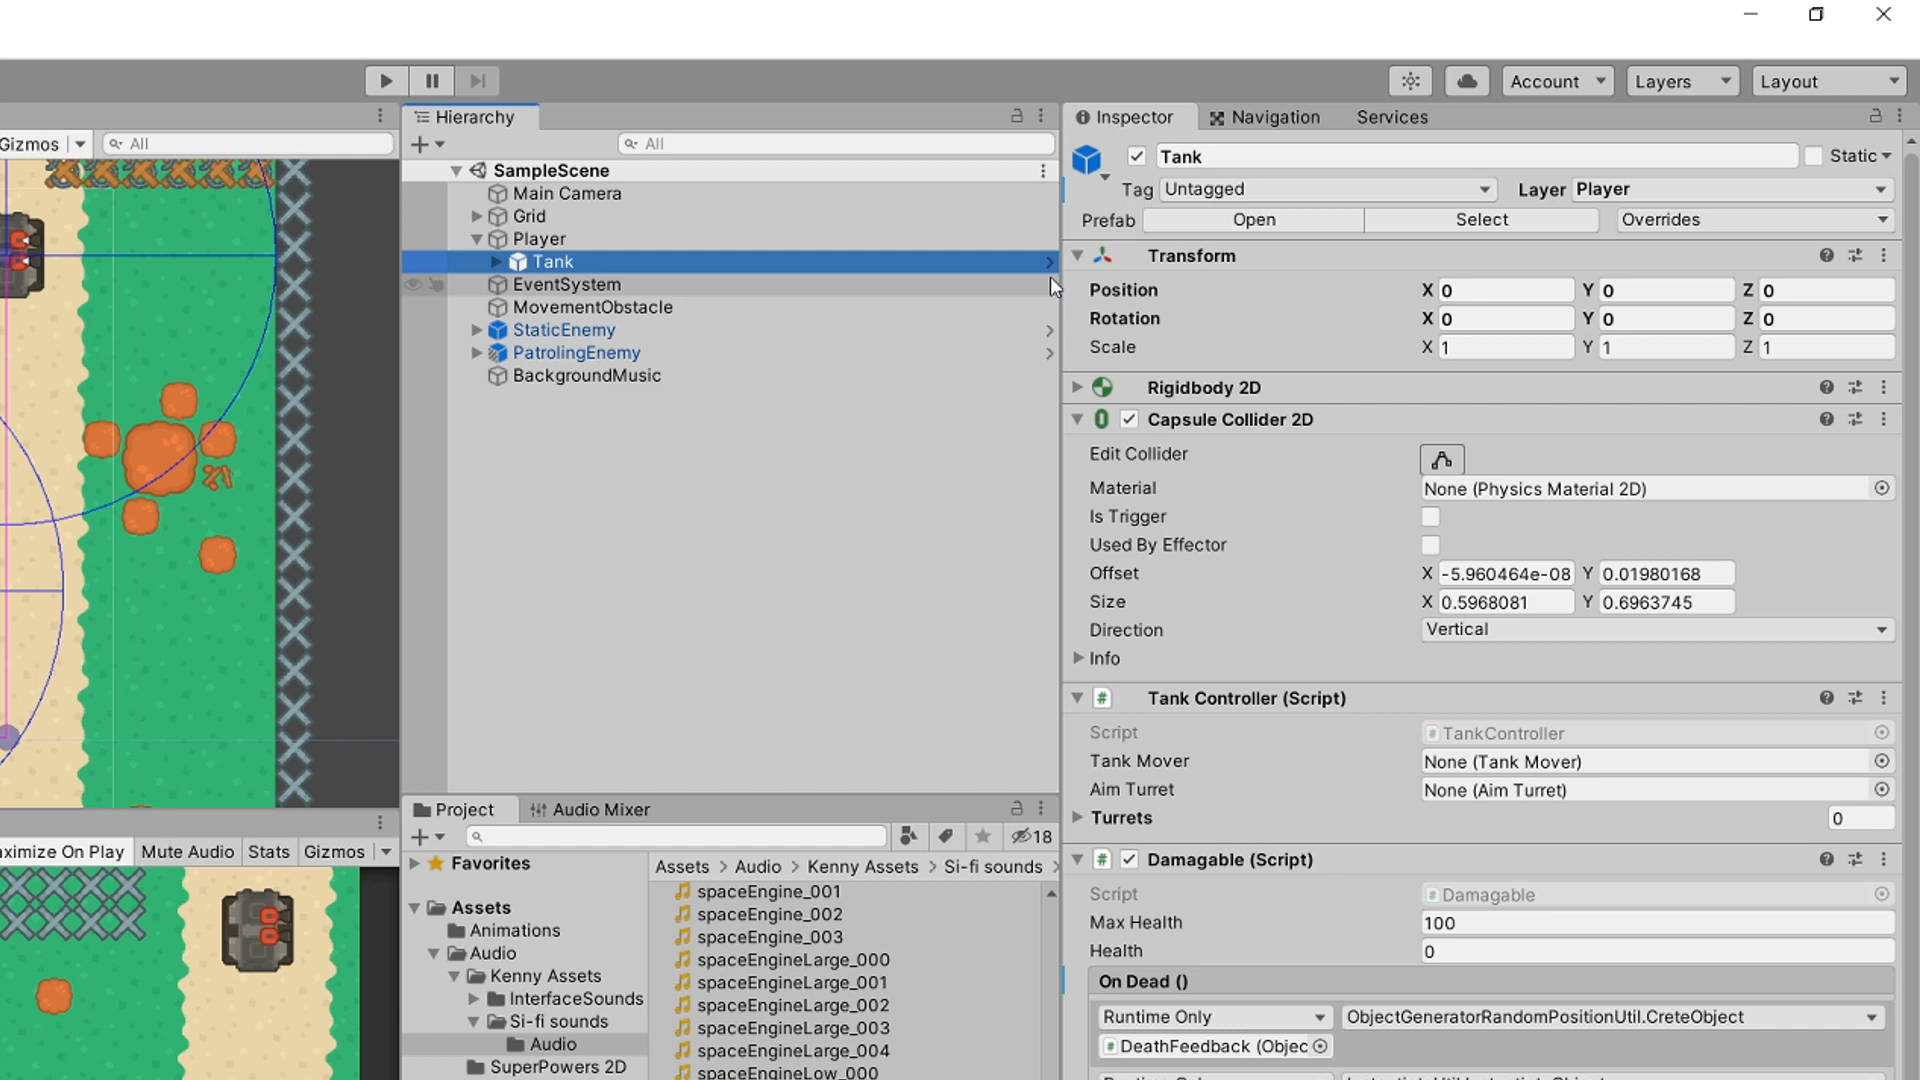 Account
Layers
Layout
Gizmos
All
Hierarchy
All
SampleScene
Main Camera
Grid
Player
Tank
EventSystem
MovementObstacle
StaticEnemy
PatrolingEnemy
BackgroundMusic
Inspector
Navigation
Services
Tank
Static
Tag Untagged
Layer Player
Prefab Open Select Overrides
Transform
Position X 0 Y 0 Z 0
Rotation X 0 Y 0 Z 0
Scale X 1 Y 1 Z 1
Rigidbody 2D
Capsule Collider 2D
Edit Collider
Material None (Physics Material 2D)
Is Trigger
Used By Effector
Offset X -5.960464e-08 Y 0.01980168
Size X 0.5968081 Y 0.6963745
Direction Vertical
Info
# Tank Controller (Script)
Script # TankController
Tank Mover None (Tank Mover)
Aim Turret None (Aim Turret)
Turrets 0
# Damagable (Script)
Script # Damagable
Max Health 100
Health 0
On Dead ()
Runtime Only ObjectGeneratorRandomPositionUtil.CreteObject
# DeathFeedback (Objec
aximize On Play Mute Audio Stats Gizmos
Project
Audio Mixer
18
Favorites
Assets
Animations
Audio
Kenny Assets
InterfaceSounds
Si-fi sounds
Audio
SuperPowers 2D
Assets > Audio > Kenny Assets > Si-fi sounds >
spaceEngine_001
spaceEngine_002
spaceEngine_003
spaceEngineLarge_000
spaceEngineLarge_001
spaceEngineLarge_002
spaceEngineLarge_003
spaceEngineLarge_004
spaceEngineLow_000